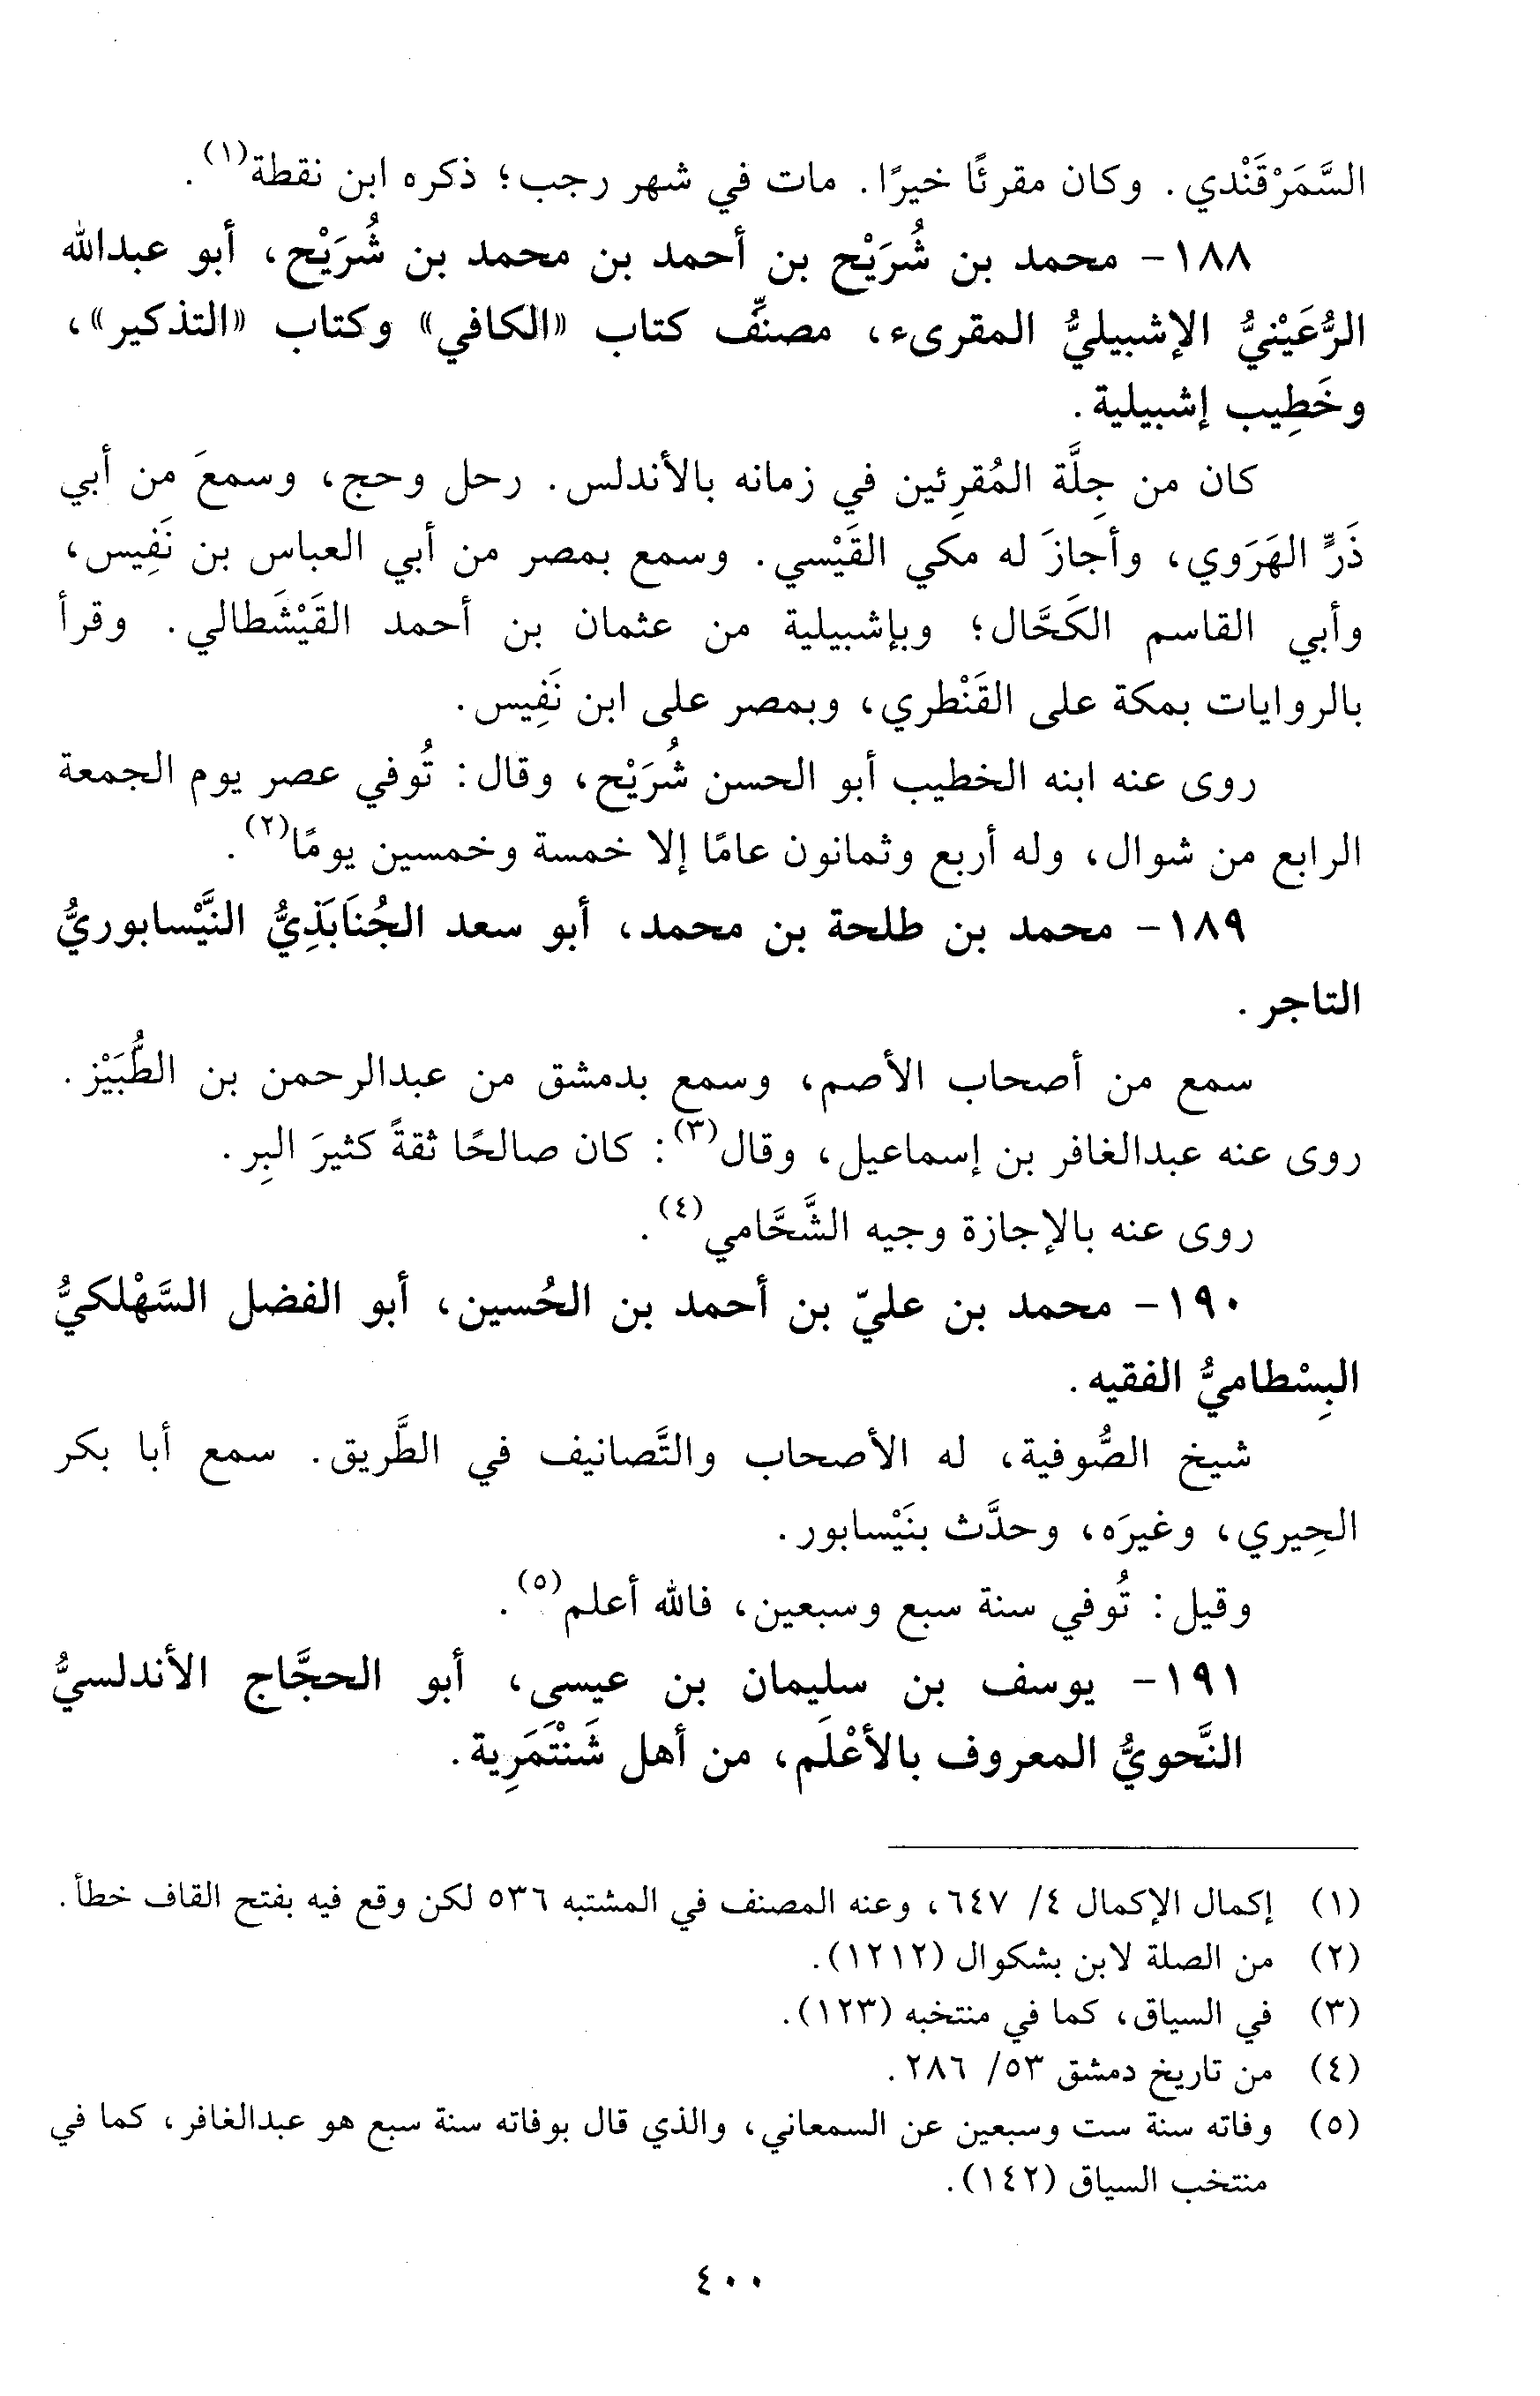 السَّمَرْقَنْدي. وكان مقرئًا خيرًا. مات في شهر رجب؛ ذكره ابن نقطة(١).
١٨٨- محمد بن شُرَيْح بن أحمد بن محمد بن شُرَيْح، أبو عبدالله
الرُّعَيْنيُّ الإشبيليُّ المقرىء، مصنِّف كتاب «الكافي» وكتاب «التذكير»،
وخَطِيب إشبيلية.
كان من جِلَّة المُقرِئين في زمانه بالأندلس. رحل وحج، وسمعَ من أبي
ذَرٍّ الهَرَوي، وأجازَ له مكي القَيْسي. وسمع بمصر من أبي العباس بن نَفِيس،
وأبي القاسم الكَحَّال؛ وبإشبيلية من عثمان بن أحمد القَيْشَطالي. وقرأ
بالروايات بمكة على القَنْطري، وبمصر على ابن نَفِيس.
روى عنه ابنه الخطيب أبو الحسن شُرَيْح، وقال: تُوفي عصر يوم الجمعة
الرابع من شوال، وله أربع وثمانون عامًا إلا خمسة وخمسين يومًا(٢).
١٨٩- محمد بن طلحة بن محمد، أبو سعد الجُنَابَذِيُّ النَّيْسابوريُّ
التاجر.
سمع من أصحاب الأصم، وسمع بدمشق من عبدالرحمن بن الطُّبَيْز.
روى عنه عبدالغافر بن إسماعيل، وقال(٣): كان صالحًا ثقةً كثيرَ البِر.
روى عنه بالإجازة وجيه الشَّحَّامي(٤).
١٩٠- محمد بن عليّ بن أحمد بن الحُسين، أبو الفضل السَّهْلكيُّ
البِسْطاميُّ الفقيه.
شيخ الصُّوفية، له الأصحاب والتَّصانيف في الطَّريق. سمع أبا بكر
الحِيري، وغيرَه، وحدَّث بنَيْسابور.
وقيل: تُوفي سنة سبع وسبعين، فالله أعلم(٥).
١٩١- يوسف بن سليمان بن عيسى، أبو الحجَّاج الأندلسيُّ
النَّحويُّ المعروف بالأعْلَم، من أهل شَنْتَمَرِية.
(١) إكمال الإكمال ٤/ ٦٤٧، وعنه المصنف في المشتبه ٥٣٦ لكن وقع فيه بفتح القاف خطأ.
(٢) من الصلة لابن بشكوال (١٢١٢).
(٣) في السياق، كما في منتخبه (١٢٣).
(٤) من تاريخ دمشق ٥٣/ ٢٨٦.
(٥) وفاته سنة ست وسبعين عن السمعاني، والذي قال بوفاته سنة سبع هو عبدالغافر، كما في
منتخب السياق (١٤٢).
٤٠٠